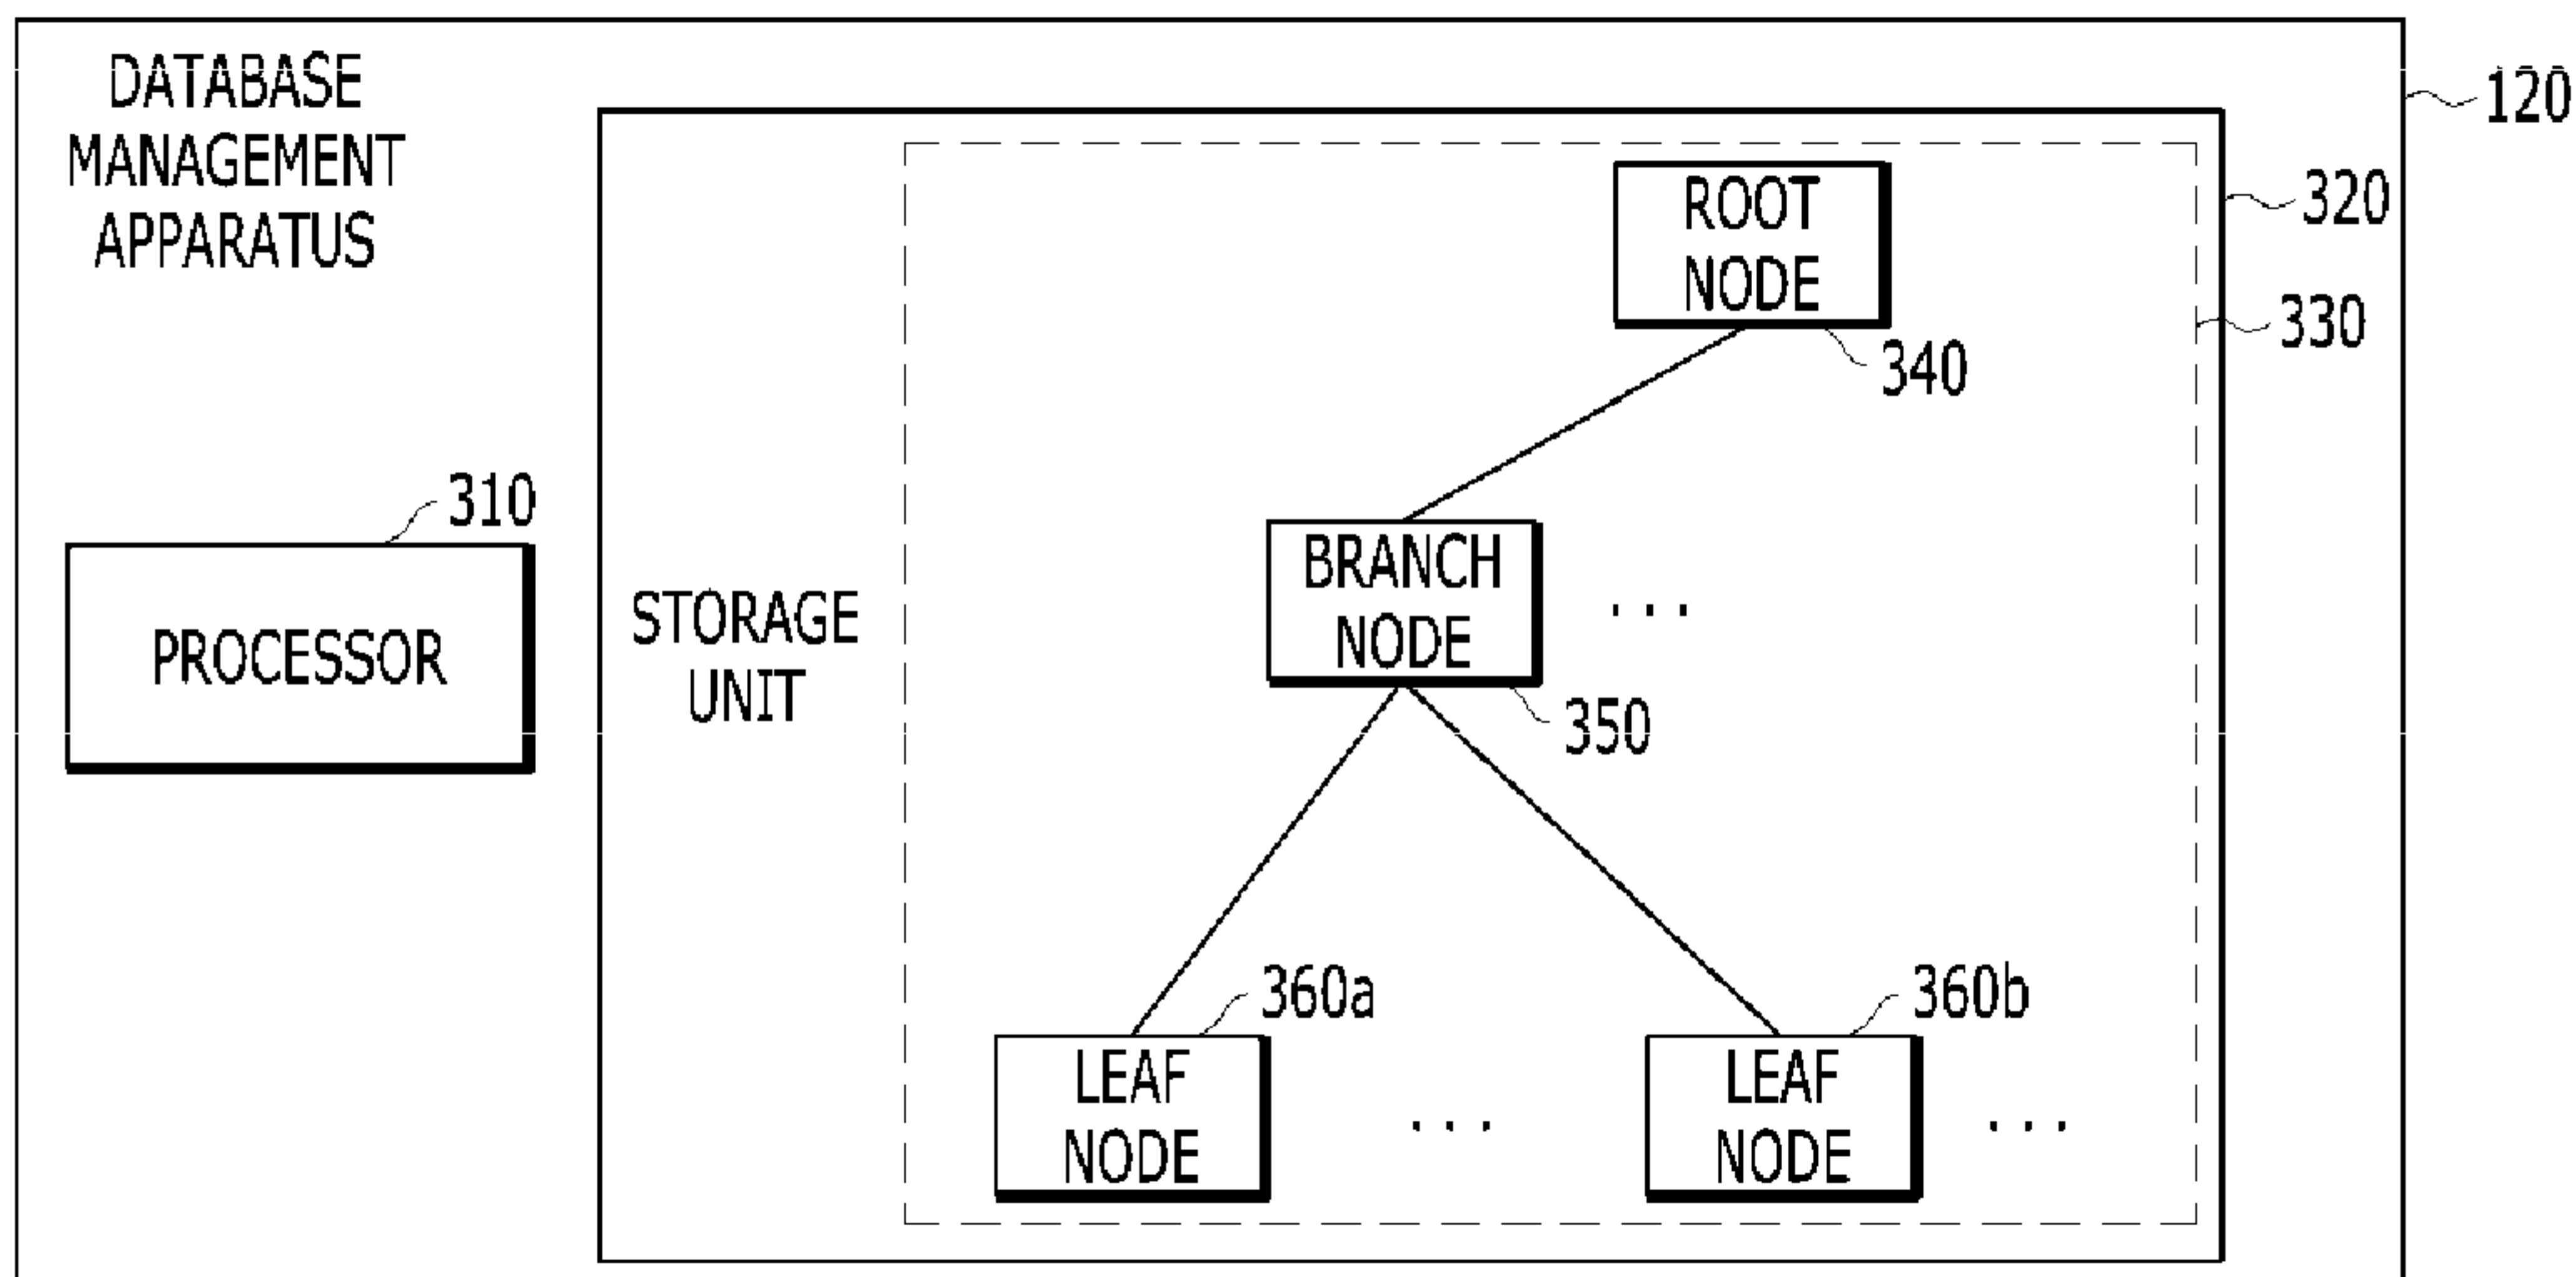 DATABASE
MANAGEMENT
APPARATUS
120
320
330
ROOT
NODE
340
310
PROCESSOR
STORAGE
UNIT
BRANCH
NODE
...
350
360a
360b
LEAF
NODE
...
LEAF
NODE
...